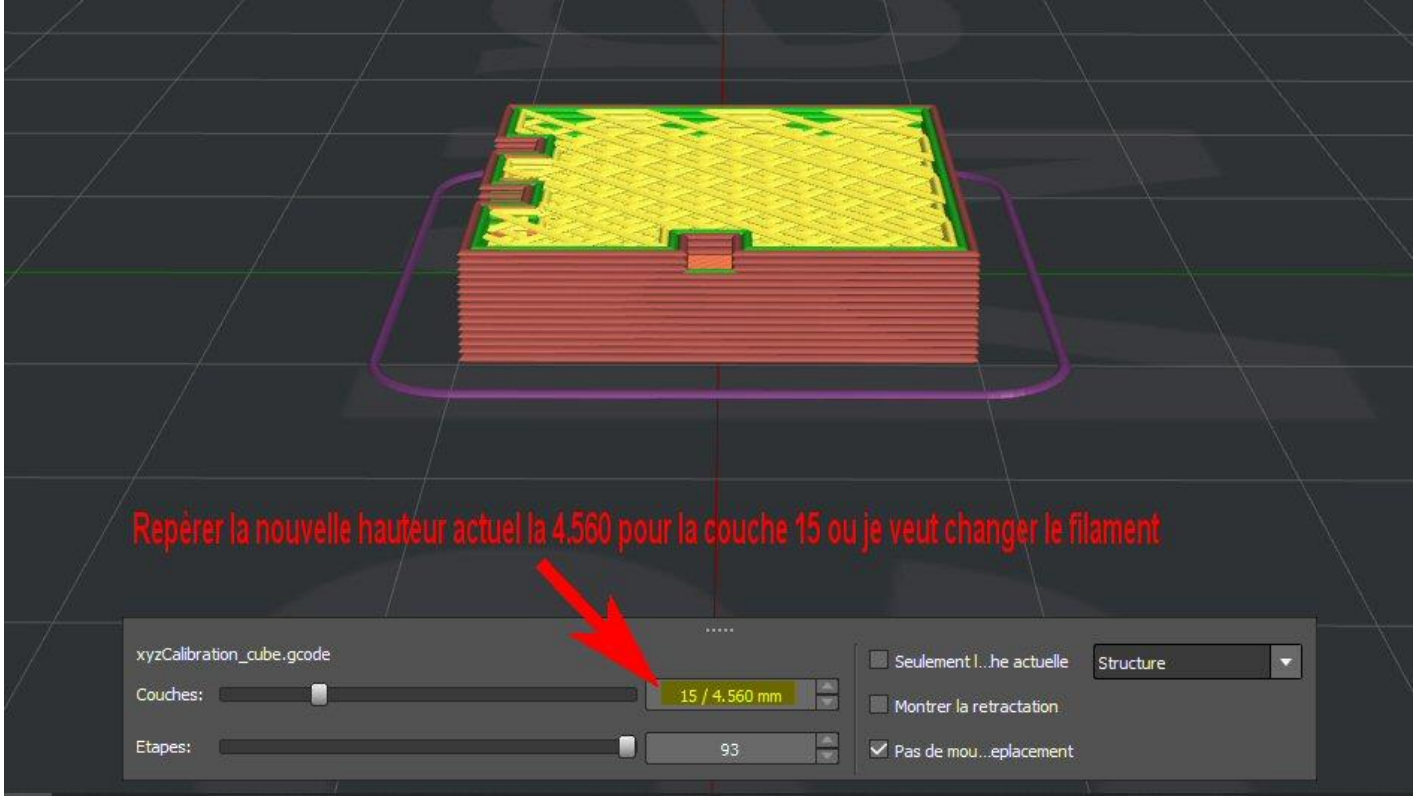 Repèrer la nouvelle hauteur actuel la 4.560 pour la couche 15 ou je veut changer le filament
xyzCalibration_cube.gcode
Couches:
15 / 4.560 mm
Etapes:
93
Seulement l...he actuelle
Structure
Montrer la retractation
Pas de mou...eplacement